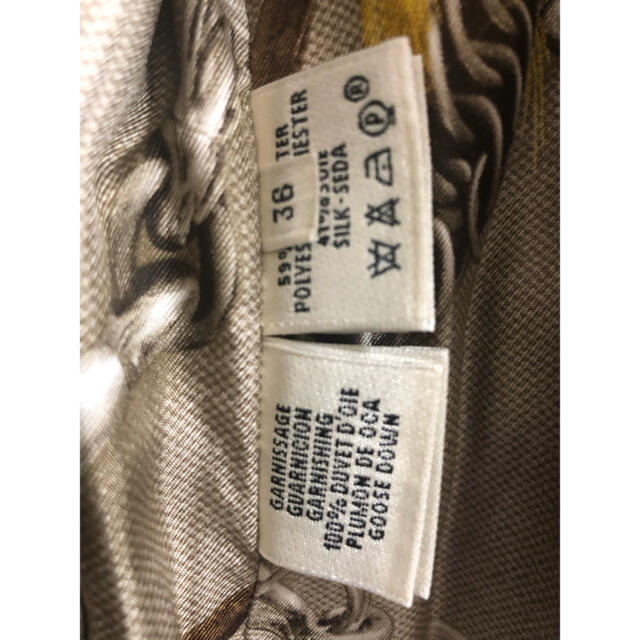 59%
TER
36
POLYES
IESTER
41% SOIE
SILK-SEDA
P
R
GARNISSAGE
GUARNICION
GARNISHING
100% DUVET D'OIE
PLUMON DE OCA
GOOSE DOWN